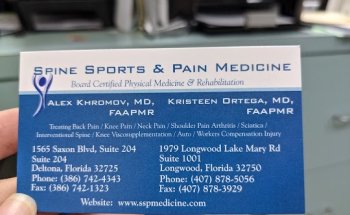 SPINE SPORTS & PAIN MEDICINE
Board Certified Physical Medicine & Rehabilitation
ALEX KHROMOV, MD, KRISTEEN ORTEGA, MD,
FAAPMR FAAPMR
Treating Back Pain / Knee Pain / Neck Pain / Shoulder Pain Arthritis / Sciatica /
Interventional Spine / Knee Viscosupplementation / Auto / Workers Compensation Injury
1565 Saxon Blvd, Suite 204
Suite 204
Deltona, Florida 32725
Phone: (386) 742-4343
Fax: (386) 742-1323
1979 Longwood Lake Mary Rd
Suite 1001
Longwood, Florida 32750
Phone: (407) 878-5056
Fax: (407) 878-3929
Website: www.sspmedicine.com